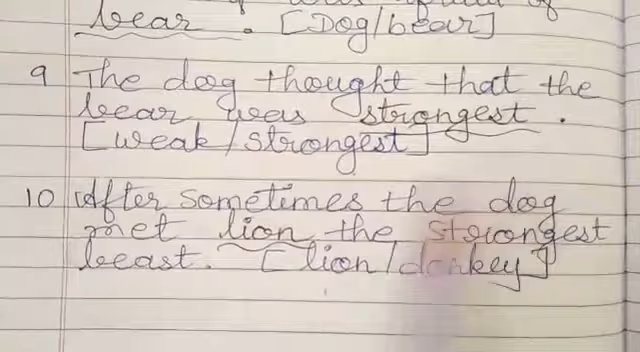 bear. [Dog/bear]
9 The dog thought that the
bear was strongest.
[weak/strongest]
10 After sometimes the dog
met lion the strongest
beast. [lion/donkey]